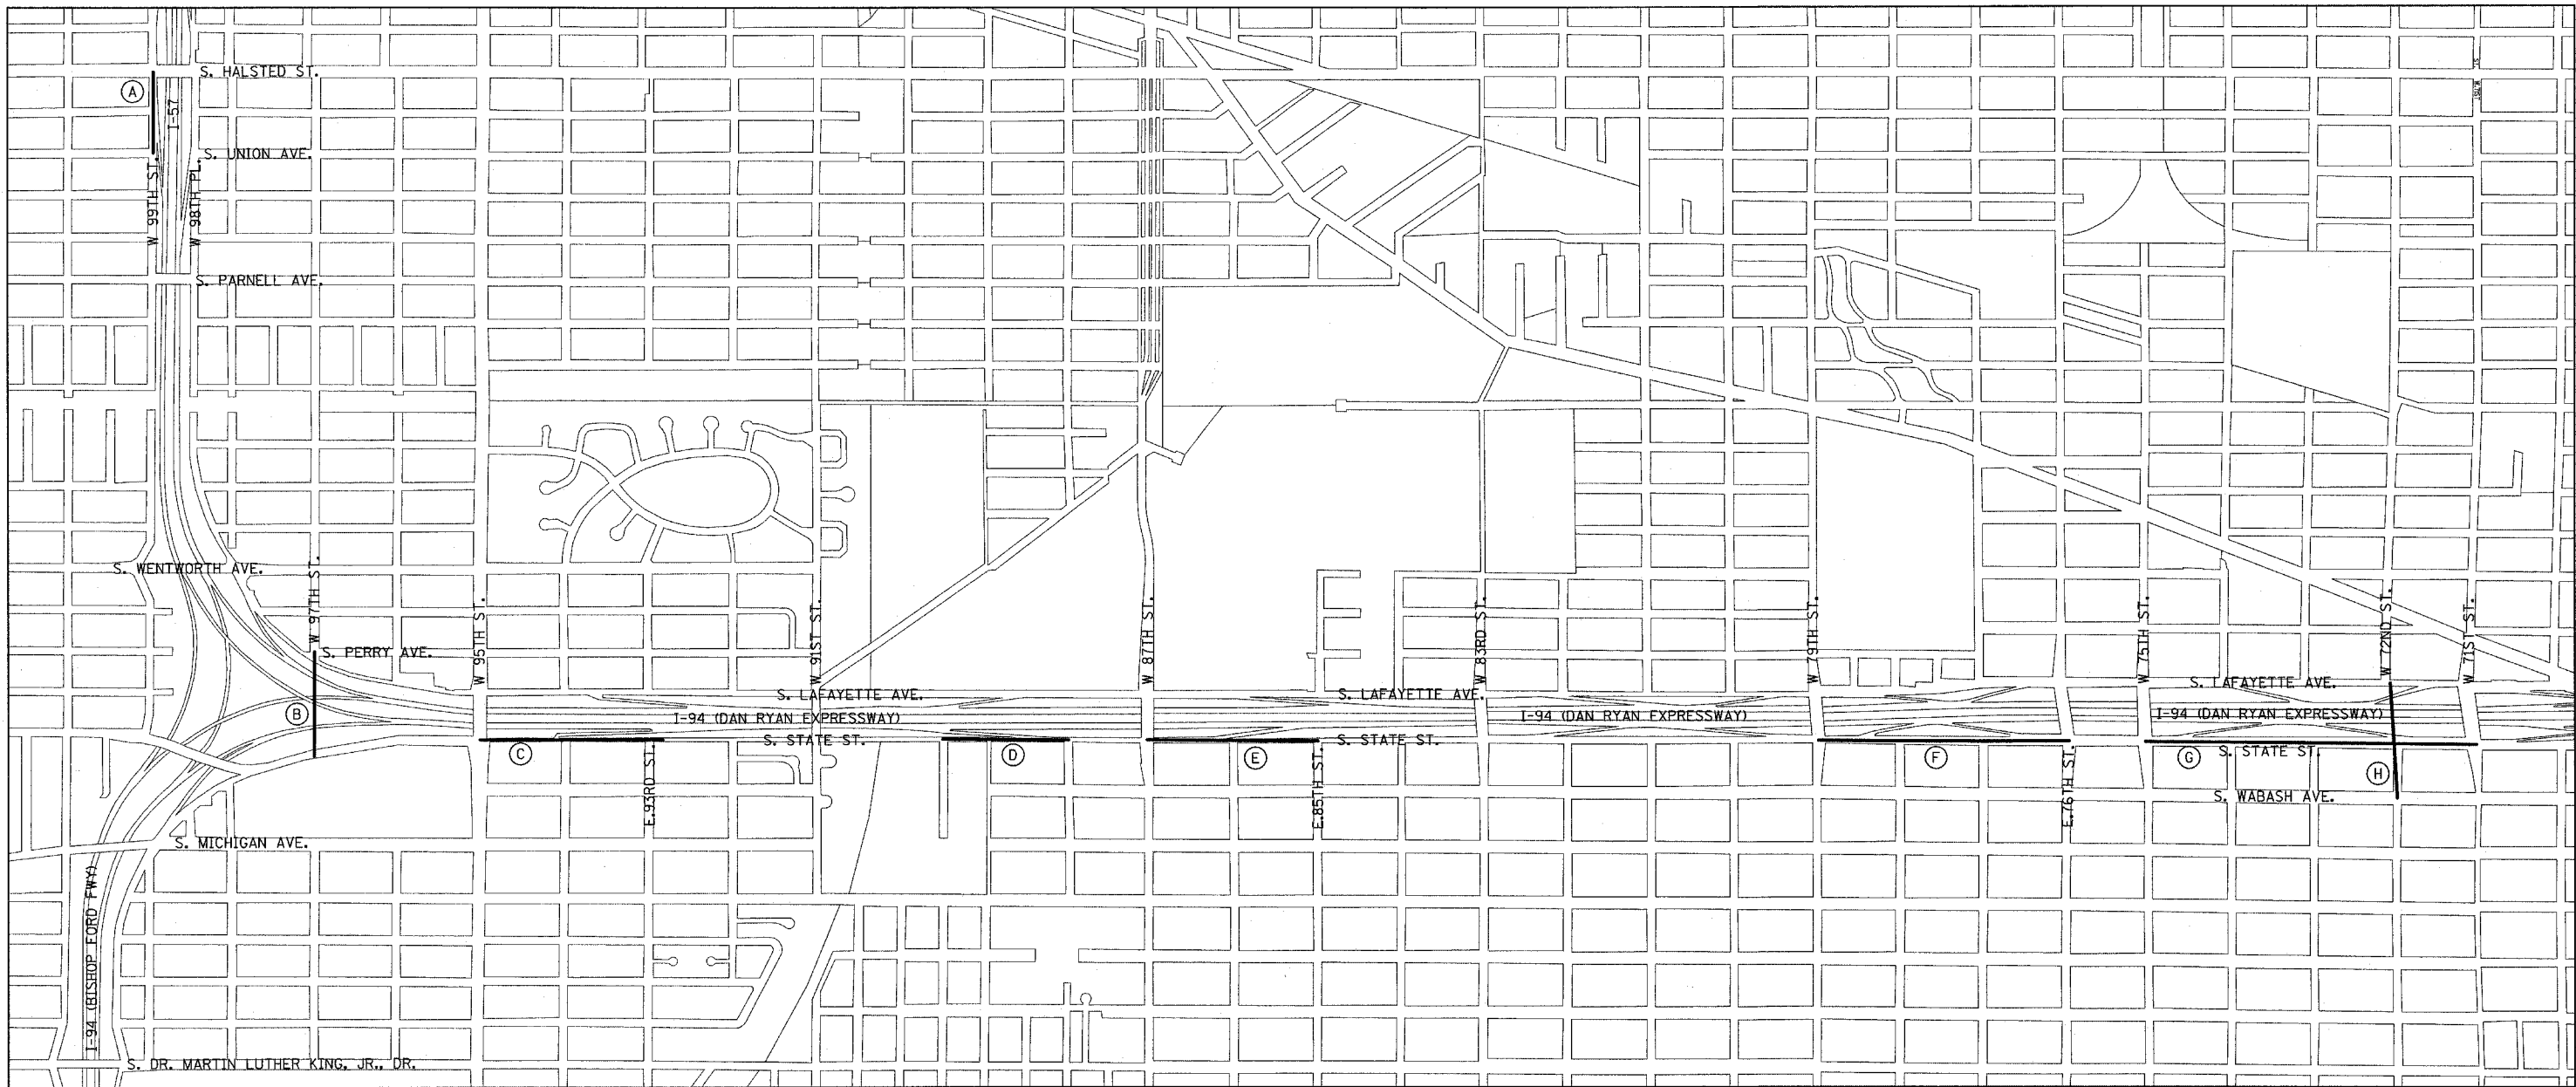 S. HALSTED ST.
A
I-57
S. UNION AVE.
W 99TH ST.
W 98TH PL.
S. PARNELL AVE.
S. WENTWORTH AVE.
W 97TH ST.
S. PERRY AVE.
W 95TH ST.
W 91ST ST.
W 87TH ST.
W 83RD ST.
W 79TH ST.
W 75TH ST.
W 72ND ST.
W 71ST ST.
S. LAFAYETTE AVE.
S. LAFAYETTE AVE.
S. LAFAYETTE AVE.
B
I-94 (DAN RYAN EXPRESSWAY)
I-94 (DAN RYAN EXPRESSWAY)
I-94 (DAN RYAN EXPRESSWAY)
S. STATE ST.
S. STATE ST.
S. STATE ST.
C
D
E
F
G
H
E.93RD ST.
E.85TH ST.
E.76TH ST.
S. WABASH AVE.
S. MICHIGAN AVE.
I-94 (BISHOP FORD FWY)
S. DR. MARTIN LUTHER KING, JR., DR.